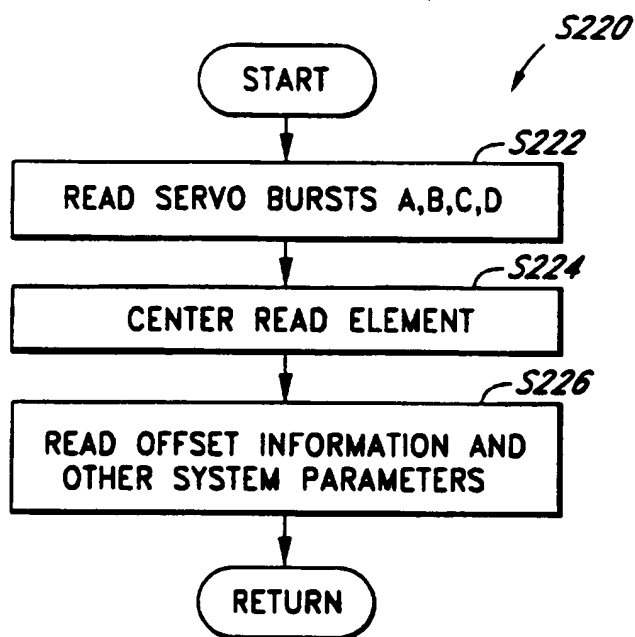 S220
START
S222
READ SERVO BURSTS A,B,C,D
S224
CENTER READ ELEMENT
S226
READ OFFSET INFORMATION AND
OTHER SYSTEM PARAMETERS
RETURN